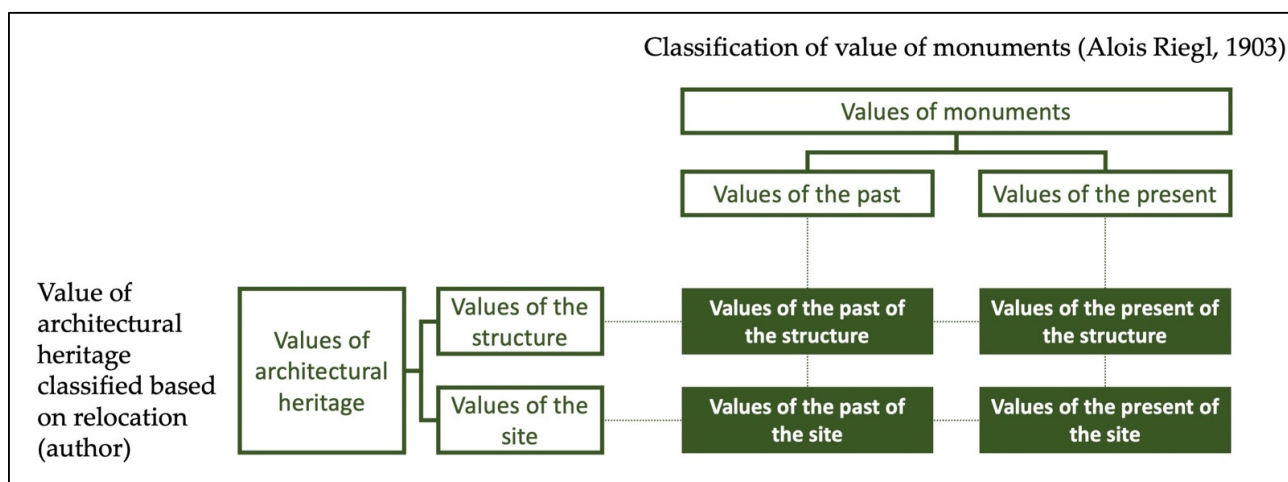 Classification of value of monuments (Alois Riegl, 1903)
Values of monuments
Values of the past
Values of the present
Value of
architectural
heritage
classified based
on relocation
(author)
Values of
architectural
heritage
Values of the
structure
Values of the past of
the structure
Values of the present of
the structure
Values of the
site
Values of the past of
the site
Values of the present of
the site